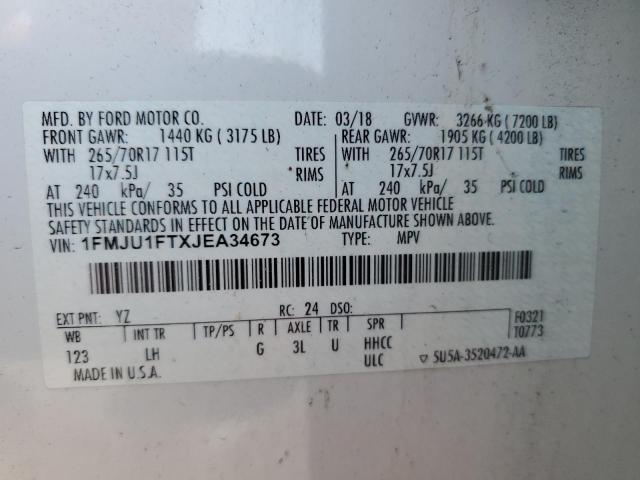 MFD. BY FORD MOTOR CO. DATE: 03/18 GVWR: 3266 KG (7200 LB)
FRONT GAWR: 1440 KG (3175 LB) REAR GAWR: 1905 KG (4200 LB)
WITH 265/70R17 115T TIRES WITH 265/70R17 115T TIRES
17x7.5J RIMS 17x7.5J RIMS
AT 240 kPa/ 35 PSI COLD AT 240 kPa/ 35 PSI COLD
THIS VEHICLE CONFORMS TO ALL APPLICABLE FEDERAL MOTOR VEHICLE
SAFETY STANDARDS IN EFFECT ON THE DATE OF MANUFACTURE SHOWN ABOVE.
VIN: 1FMJU1FTXJEA34673 TYPE: MPV
EXT PNT: YZ RC: 24 DSO: F0321
WB INT TR TP/PS R AXLE TR SPR T0773
123 LH G 3L U HHCC
ULC 5U5A-3520472-AA
MADE IN U.S.A.